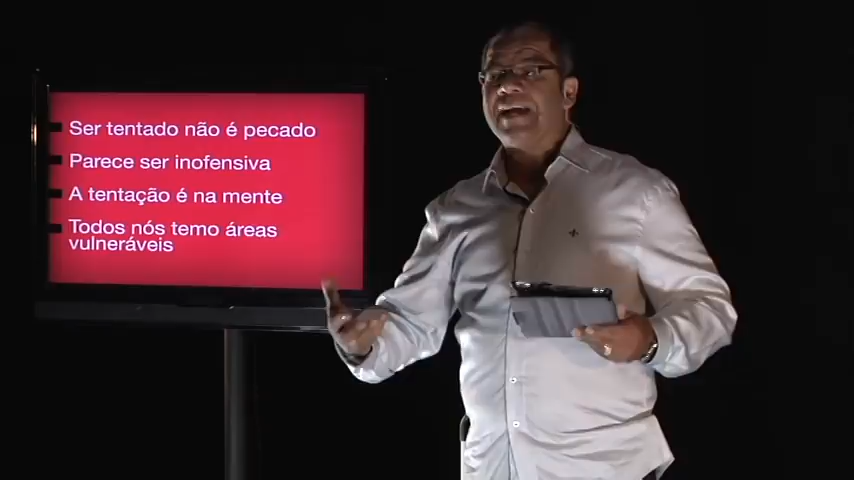 Ser tentado não é pecado
Parece ser inofensiva
A tentação é na mente
Todos nós temo áreas
vulneráveis